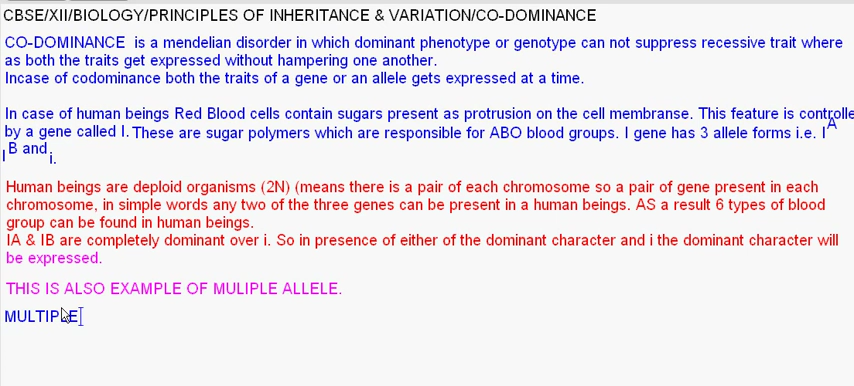 CBSE/XII/BIOLOGY/PRINCIPLES OF INHERITANCE & VARIATION/CO-DOMINANCE
CO-DOMINANCE is a mendelian disorder in which dominant phenotype or genotype can not suppress recessive trait where
as both the traits get expressed without hampering one another.
Incase of codominance both the traits of a gene or an allele gets expressed at a time.
In case of human beings Red Blood cells contain sugars present as protrusion on the cell membranse. This feature is controlle
by a gene called I. These are sugar polymers which are responsible for ABO blood groups. I gene has 3 allele forms i.e. I^A
I^B and i.
Human beings are deploid organisms (2N) (means there is a pair of each chromosome so a pair of gene present in each
chromosome, in simple words any two of the three genes can be present in a human beings. AS a result 6 types of blood
group can be found in human beings.
IA & IB are completely dominant over i. So in presence of either of the dominant character and i the dominant character will
be expressed.
THIS IS ALSO EXAMPLE OF MULIPLE ALLELE.
MULTIPLE